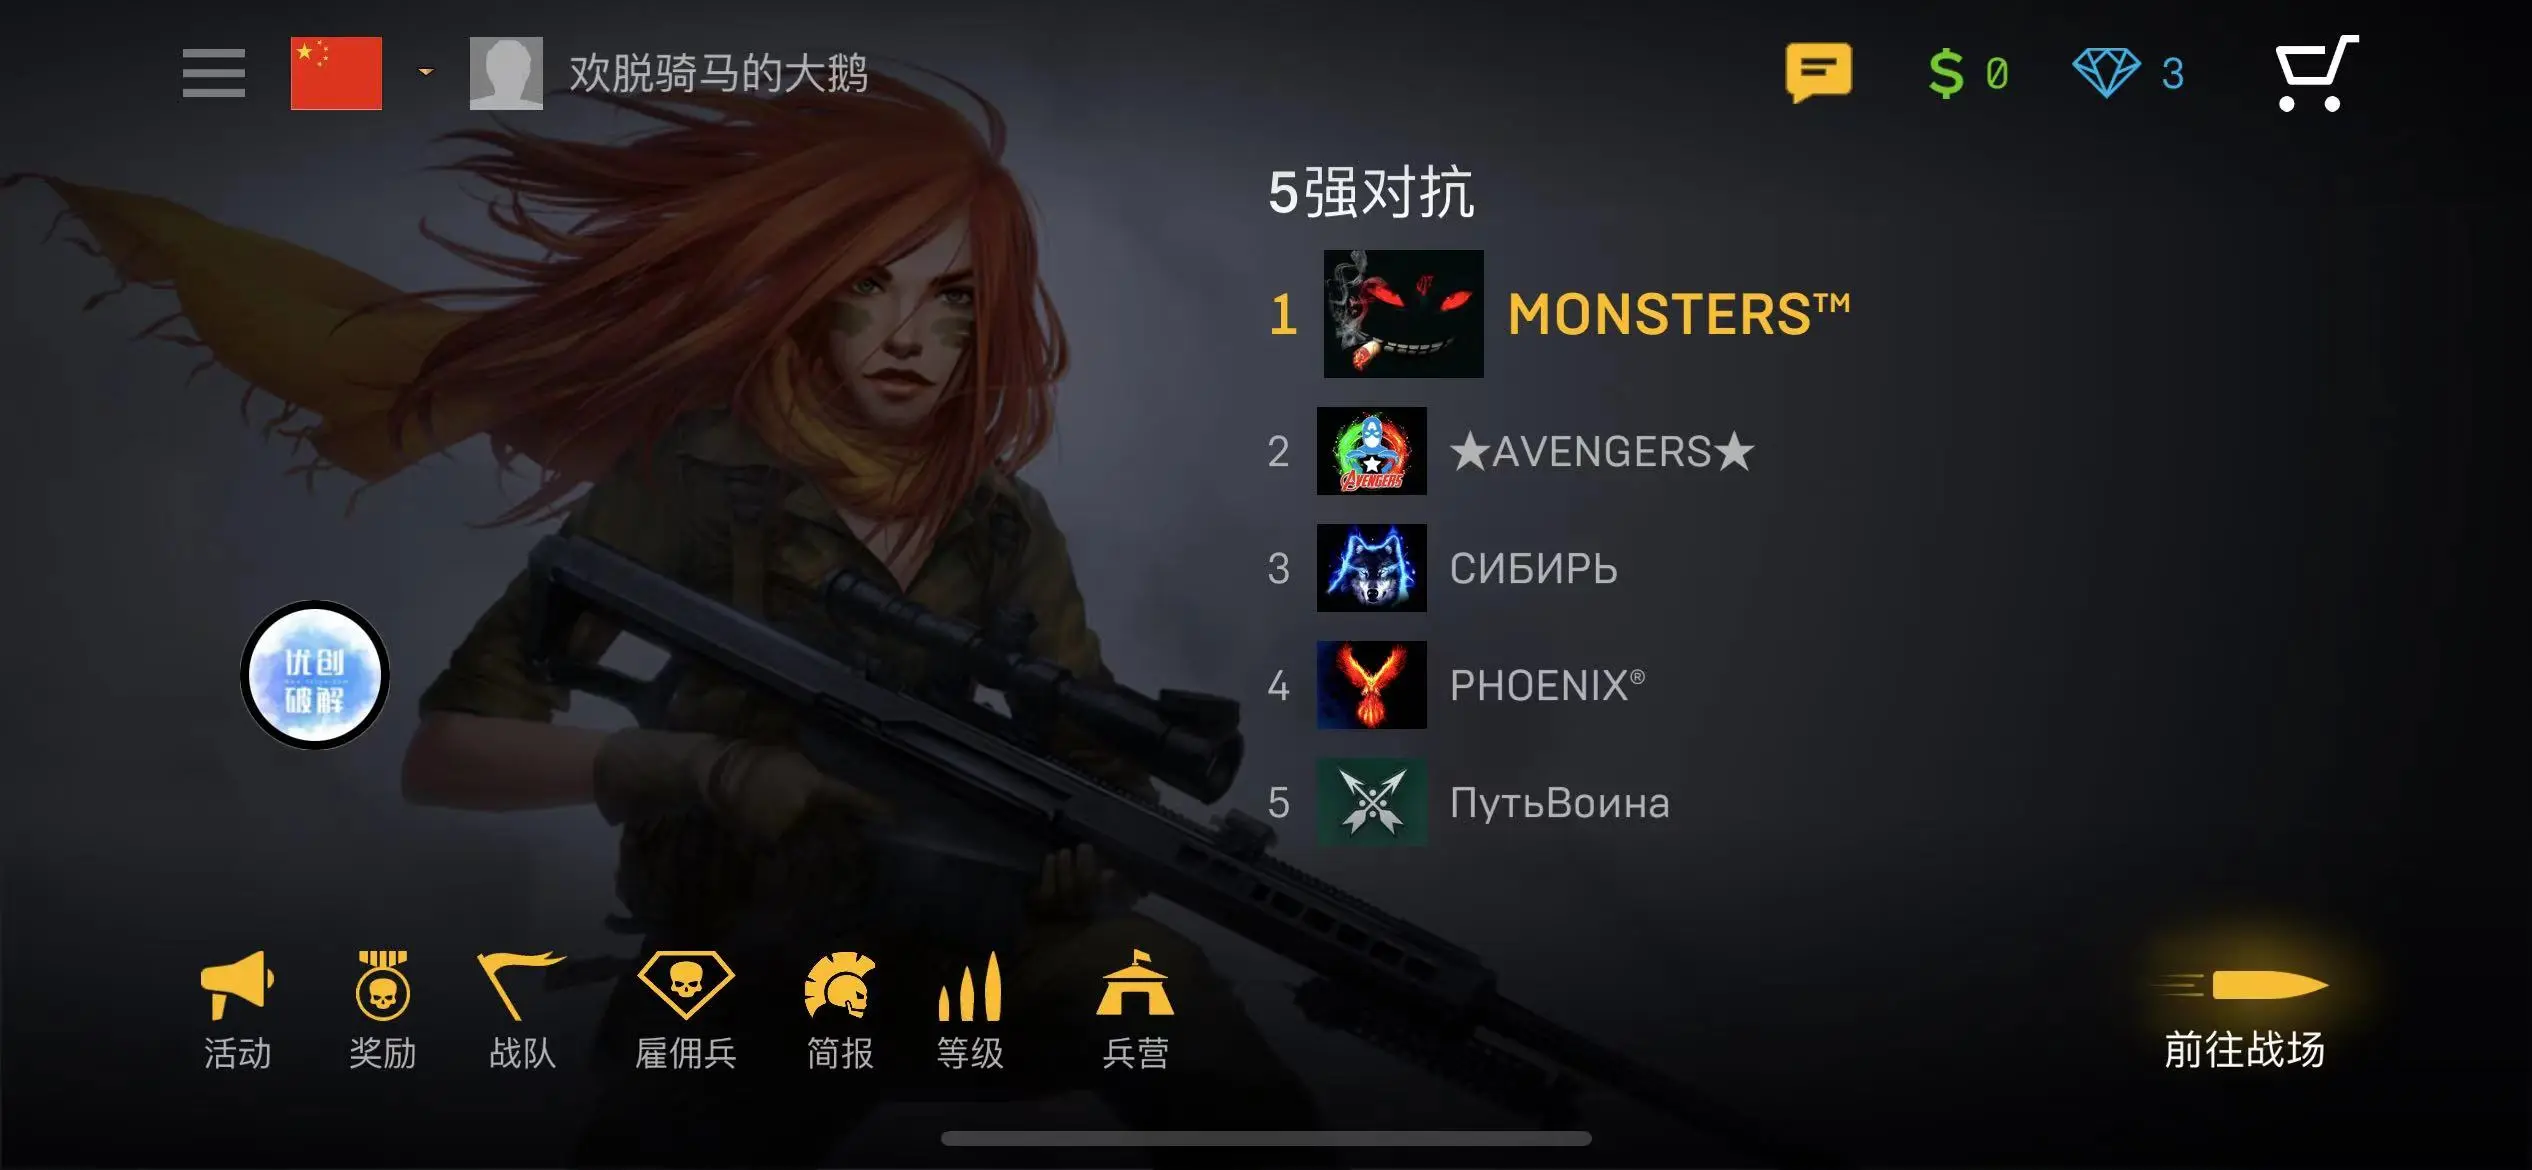 欢脱骑马的大鹅
$ 0
3
5强对抗
1 MONSTERS™
2 ★AVENGERS★
AVENGERS
3 СИБИРЬ
4 PHOENIX®
5 ПутьВоина
优创
破解
活动 奖励 战队 雇佣兵 简报 等级 兵营
前往战场